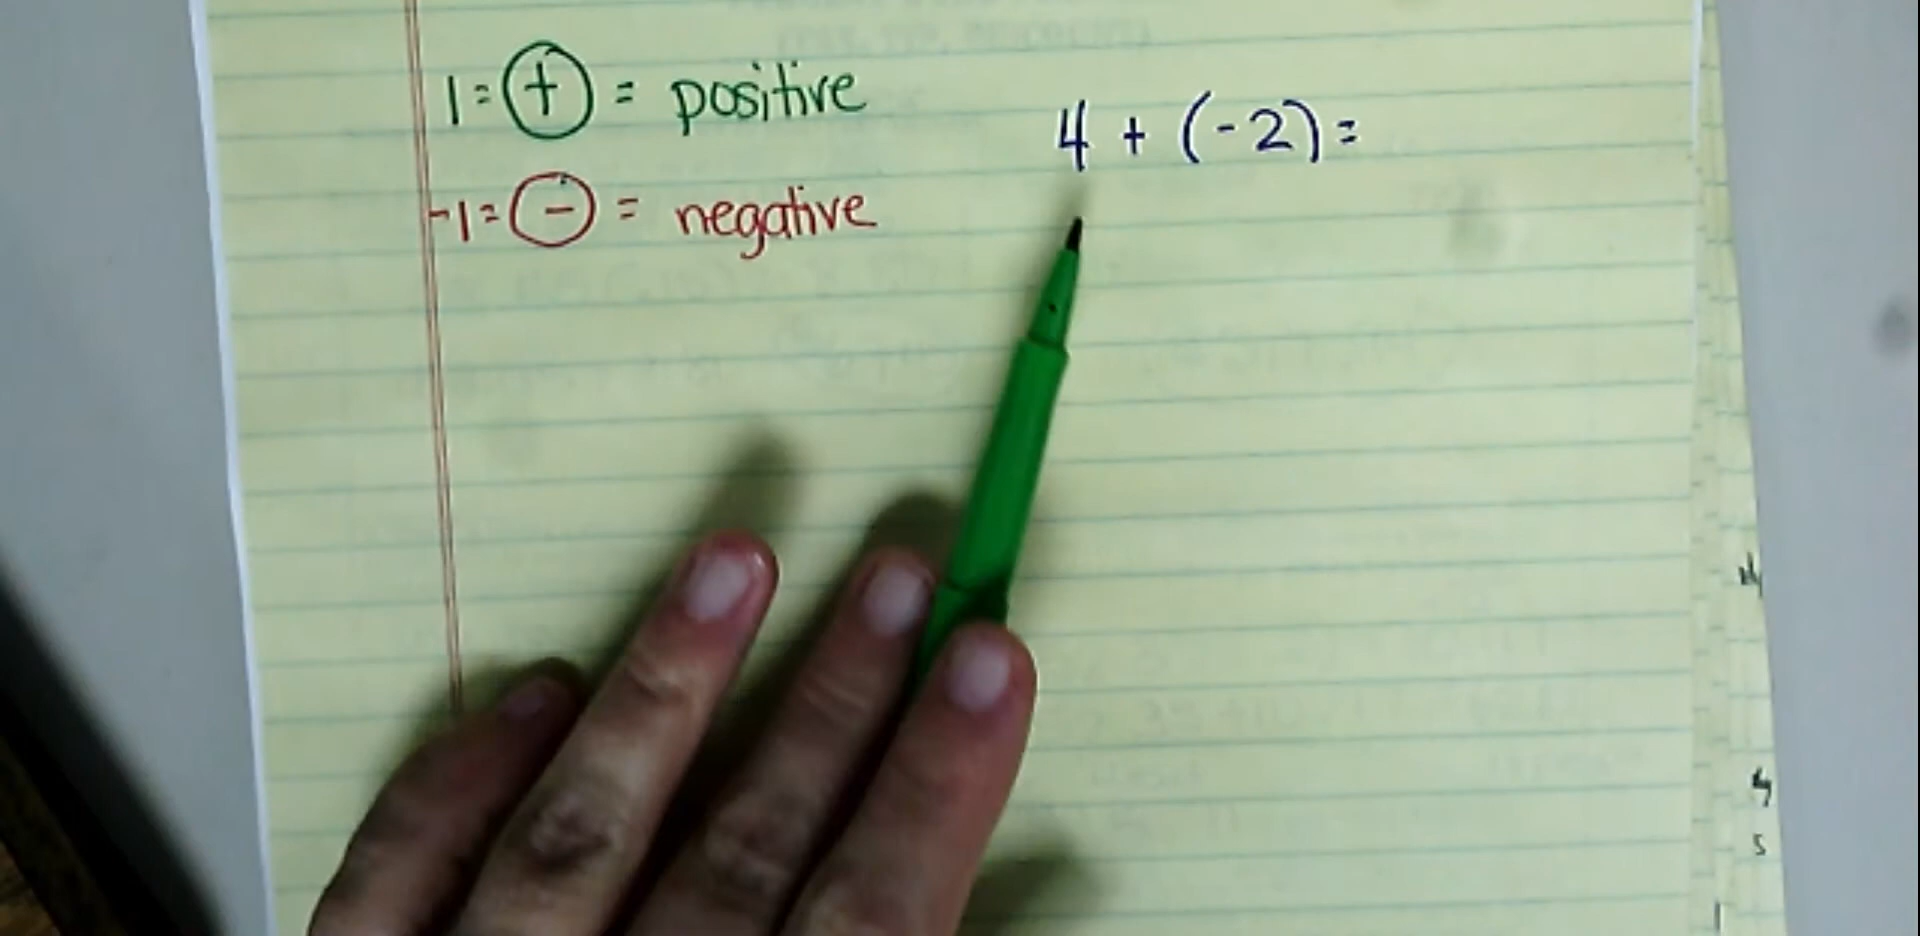 1 = + = positive
4 + (-2) =
-1 = - = negative